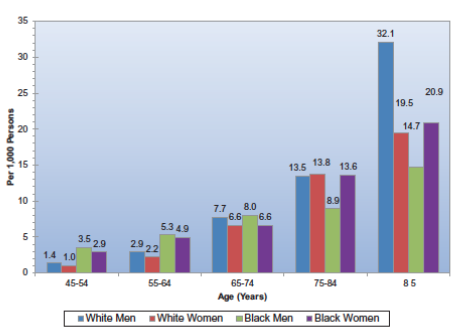 35
30
25
20
15
10
5
0
Per 1,000 Persons
1.4 1.0 3.5 2.9
2.9 2.2 5.3 4.9
7.7 6.6 8.0 6.6
13.5 13.8 8.9 13.6
32.1 19.5 14.7 20.9
45-54 55-64 65-74 75-84 8 5
Age (Years)
White Men White Women Black Men Black Women